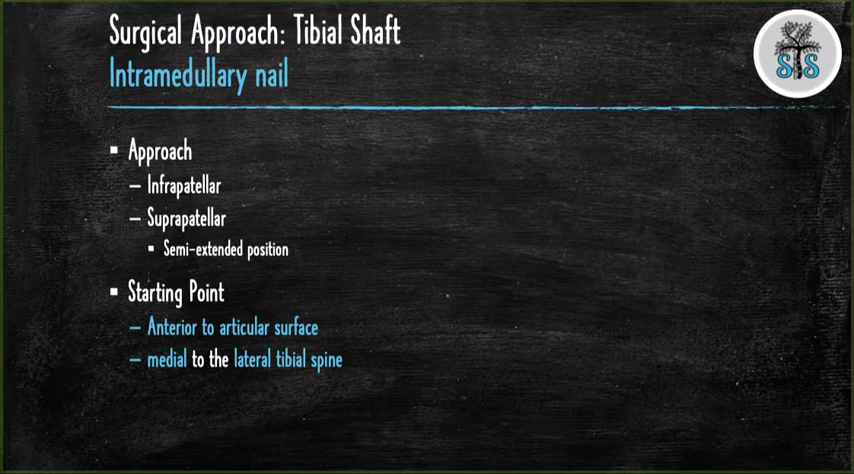 Surgical Approach: Tibial Shaft
Intramedullary nail
STS
▪ Approach
– Infrapatellar
– Suprapatellar
▪ Semi-extended position
▪ Starting Point
– Anterior to articular surface
– medial to the lateral tibial spine